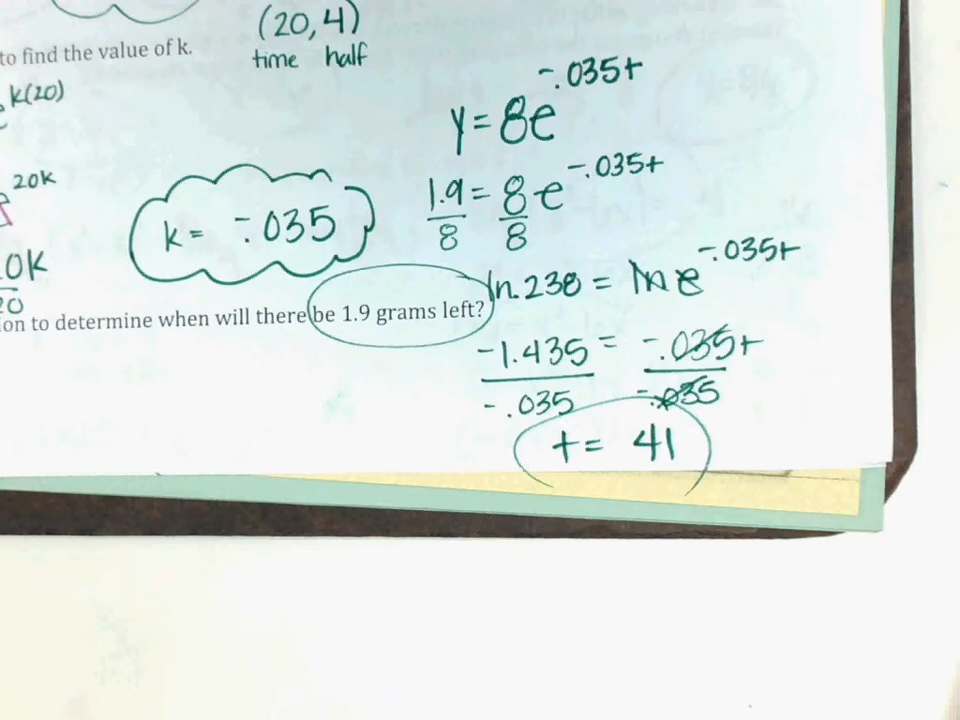 (20,4)
time half
to find the value of k.
k(20)
20k
k = -.035
0k
20
y = 8e^-.035t
1.9 = 8e^-.035t
8 8
ln.238 = ln e^-.035t
on to determine when will there be 1.9 grams left?
-1.435 = -.035t
-.035 -.035
t = 41